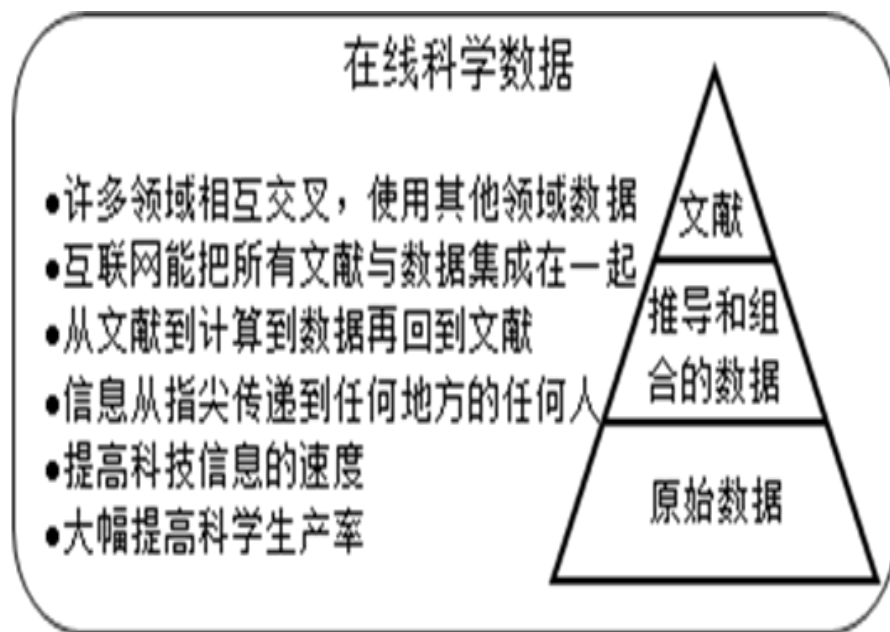 在线科学数据
●许多领域相互交叉，使用其他领域数据
●互联网能把所有文献与数据集成在一起
●从文献到计算到数据再回到文献
●信息从指尖传递到任何地方的任何人
●提高科技信息的速度
●大幅提高科学生产率
文献
推导和组
合的数据
原始数据